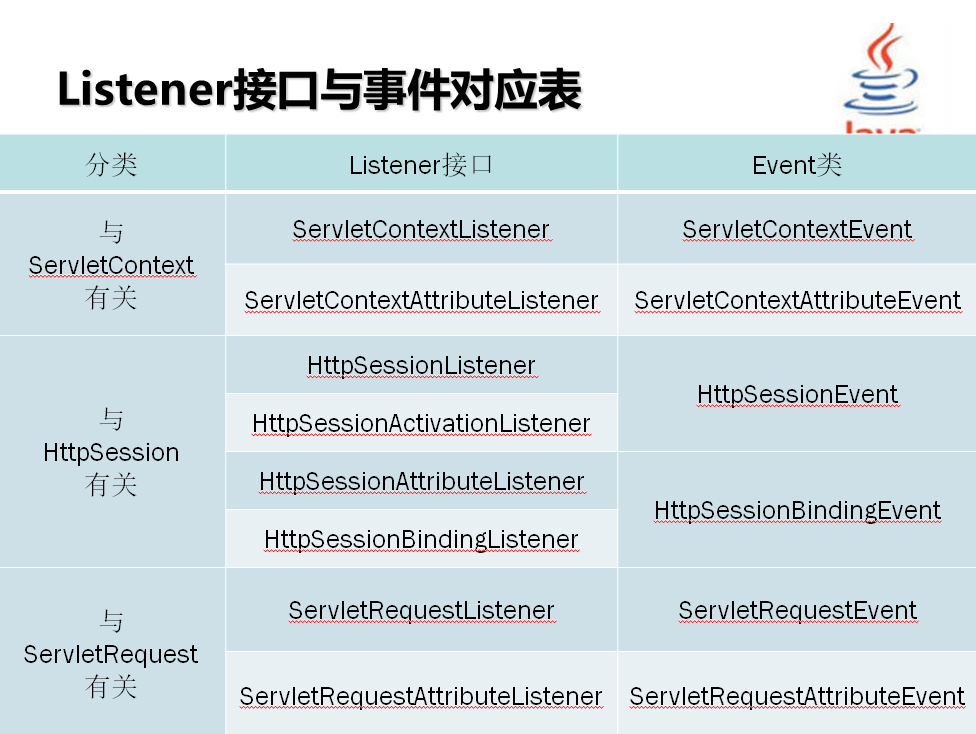 Listener接口与事件对应表
Java
分类
Listener接口
Event类
与
ServletContext
有关
ServletContextListener
ServletContextEvent
ServletContextAttributeListener
ServletContextAttributeEvent
与
HttpSession
有关
HttpSessionListener
HttpSessionEvent
HttpSessionActivationListener
HttpSessionAttributeListener
HttpSessionBindingEvent
HttpSessionBindingListener
与
ServletRequest
有关
ServletRequestListener
ServletRequestEvent
ServletRequestAttributeListener
ServletRequestAttributeEvent